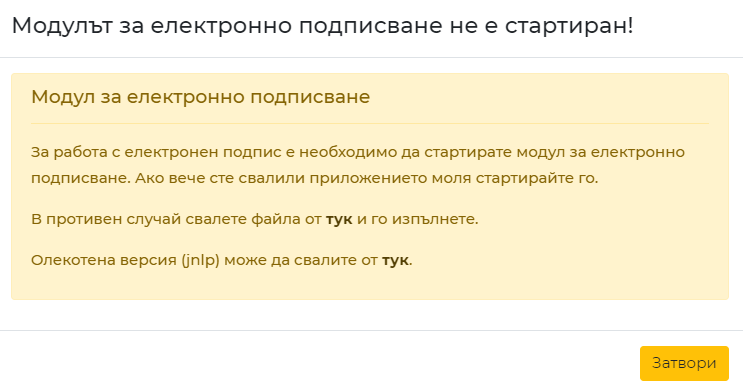 Модулът за електронно подписване не е стартиран!
Модул за електронно подписване
За работа с електронен подпис е необходимо да стартирате модул за електронно
подписване. Ако вече сте свалили приложението моля стартирайте го.
В противен случай свалете файла от тук и го изпълнете.
Олекотена версия (jnlp) може да свалите от тук.
Затвори